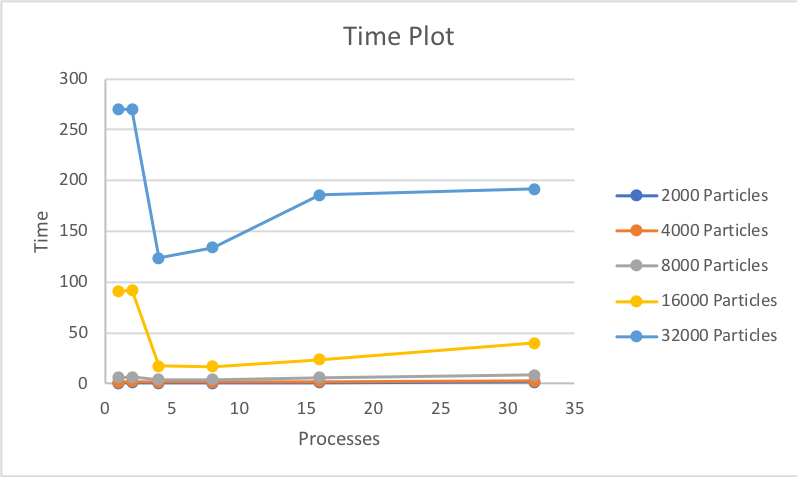 Time Plot
300
250
200
150
100
50
0
Time
0 5 10 15 20 25 30 35
Processes
2000 Particles
4000 Particles
8000 Particles
16000 Particles
32000 Particles